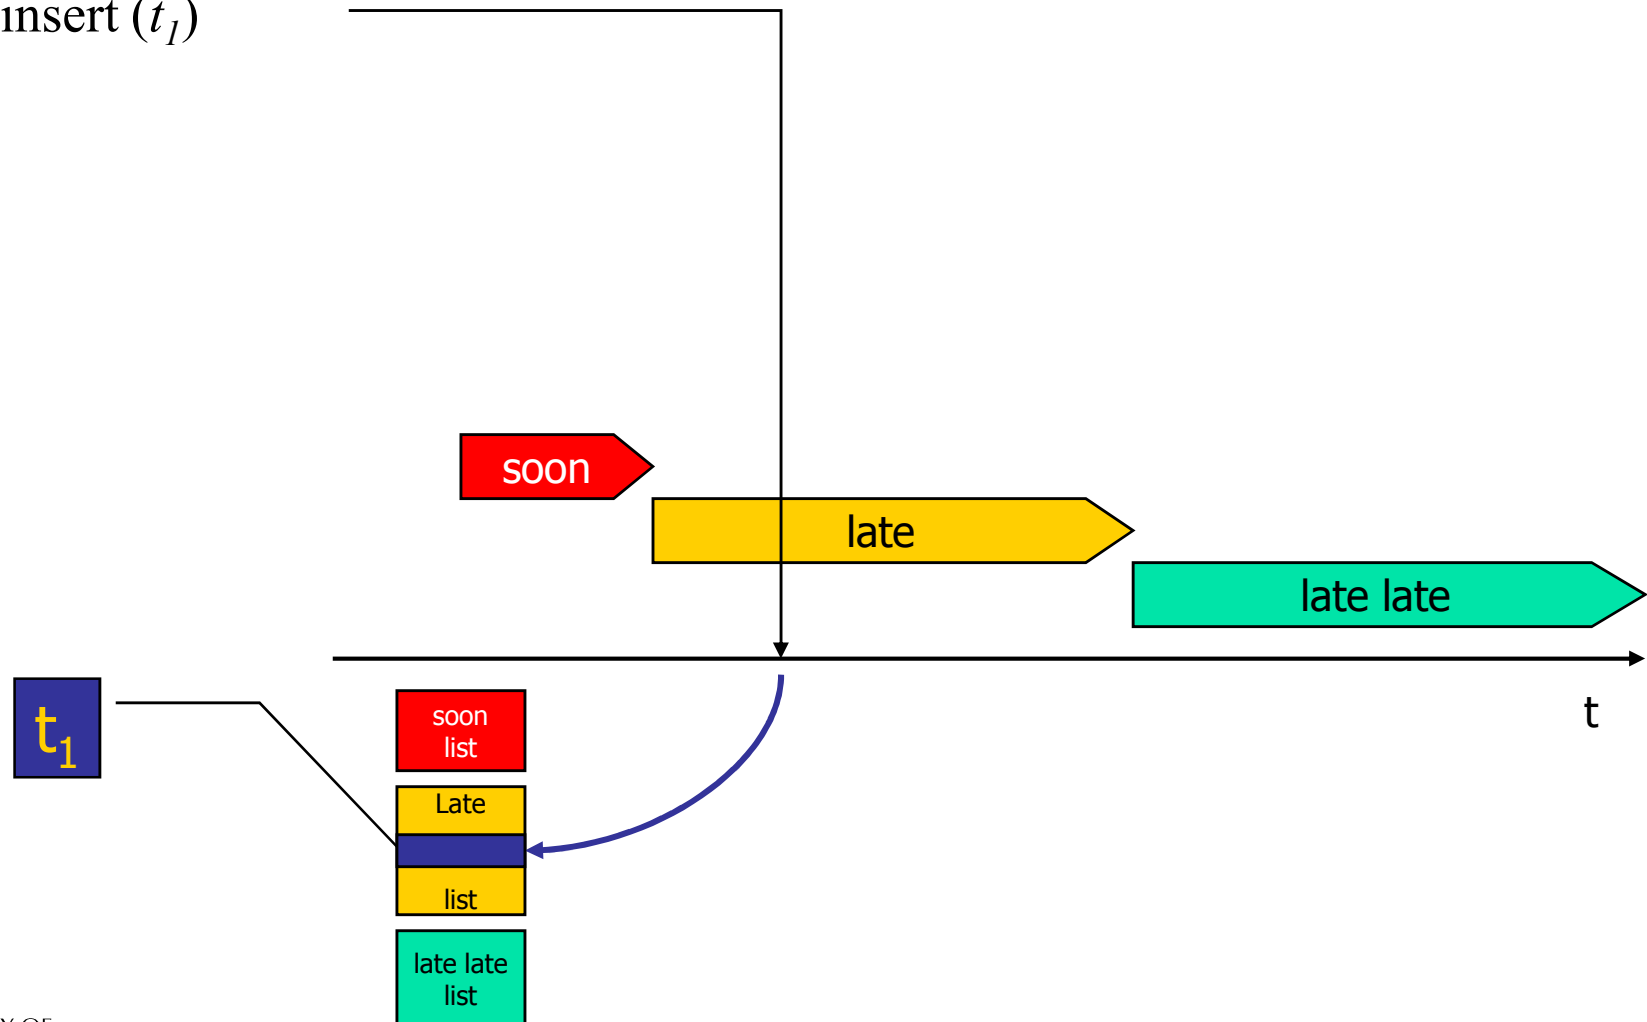 insert (t1)
soon
late
late late
t
t1
soon
list
Late
list
late late
list